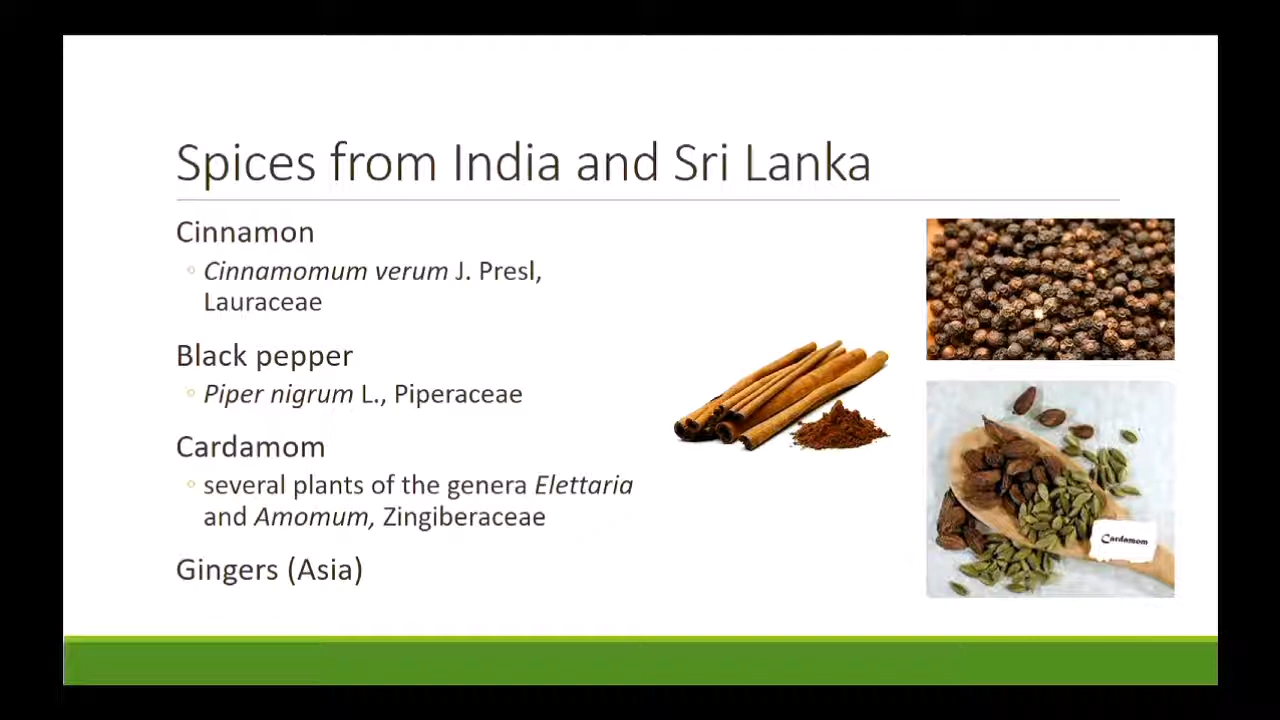 Spices from India and Sri Lanka
Cinnamon
◦ Cinnamomum verum J. Presl,
Lauraceae
Black pepper
◦ Piper nigrum L., Piperaceae
Cardamom
◦ several plants of the genera Elettaria
and Amomum, Zingiberaceae
Gingers (Asia)
Cardamom